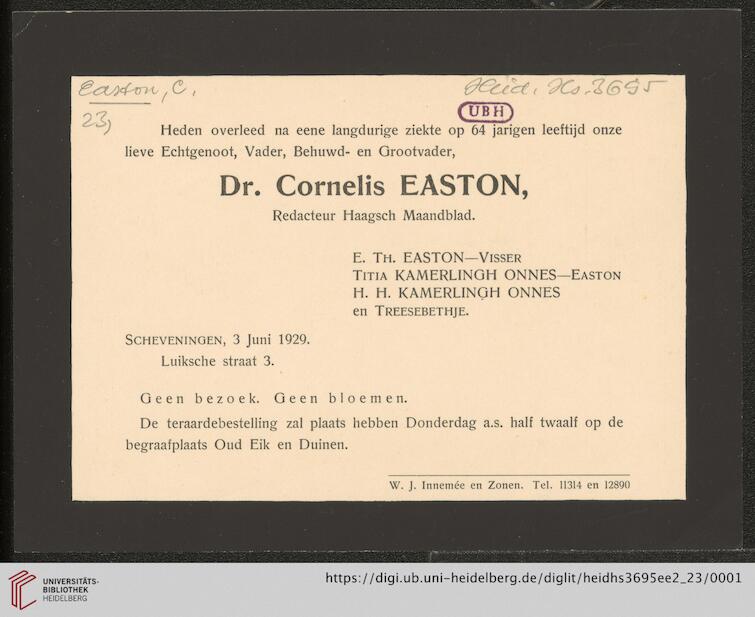 Easton, C.
Heid. Hs. 3695
23)
UBH
Heden overleed na eene langdurige ziekte op 64 jarigen leeftijd onze
lieve Echtgenoot, Vader, Behuwd- en Grootvader,
Dr. Cornelis EASTON,
Redacteur Haagsch Maandblad.
E. TH. EASTON—VISSER
TITIA KAMERLINGH ONNES—EASTON
H. H. KAMERLINGH ONNES
en TREESEBETHJE.
SCHEVENINGEN, 3 Juni 1929.
Luiksche straat 3.
Geen bezoek. Geen bloemen.
De teraardebestelling zal plaats hebben Donderdag a.s. half twaalf op de
begraafplaats Oud Eik en Duinen.
W. J. Innemée en Zonen. Tel. 11314 en 12890
UNIVERSITÄTS-
BIBLIOTHEK
HEIDELBERG
https://digi.ub.uni-heidelberg.de/diglit/heidhs3695ee2_23/0001